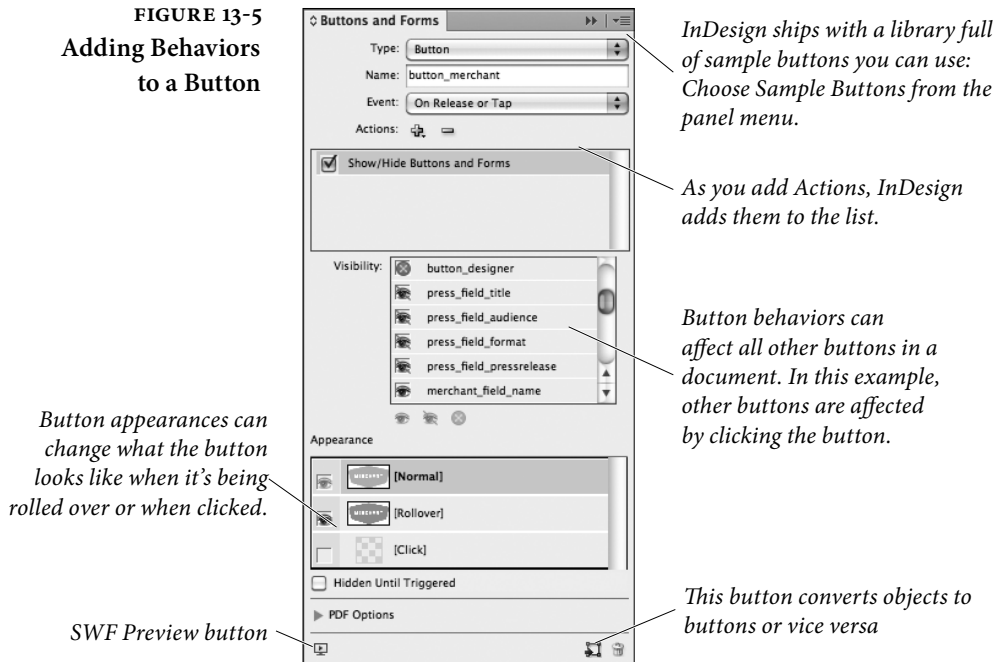 FIGURE 13-5
Adding Behaviors
to a Button
Buttons and Forms
Type: Button
Name: button_merchant
Event: On Release or Tap
Actions:
Show/Hide Buttons and Forms
Visibility:
button_designer
press_field_title
press_field_audience
press_field_format
press_field_pressrelease
merchant_field_name
Appearance
[Normal]
[Rollover]
[Click]
Hidden Until Triggered
PDF Options
InDesign ships with a library full
of sample buttons you can use:
Choose Sample Buttons from the
panel menu.
As you add Actions, InDesign
adds them to the list.
Button behaviors can
affect all other buttons in a
document. In this example,
other buttons are affected
by clicking the button.
Button appearances can
change what the button
looks like when it's being
rolled over or when clicked.
SWF Preview button
This button converts objects to
buttons or vice versa